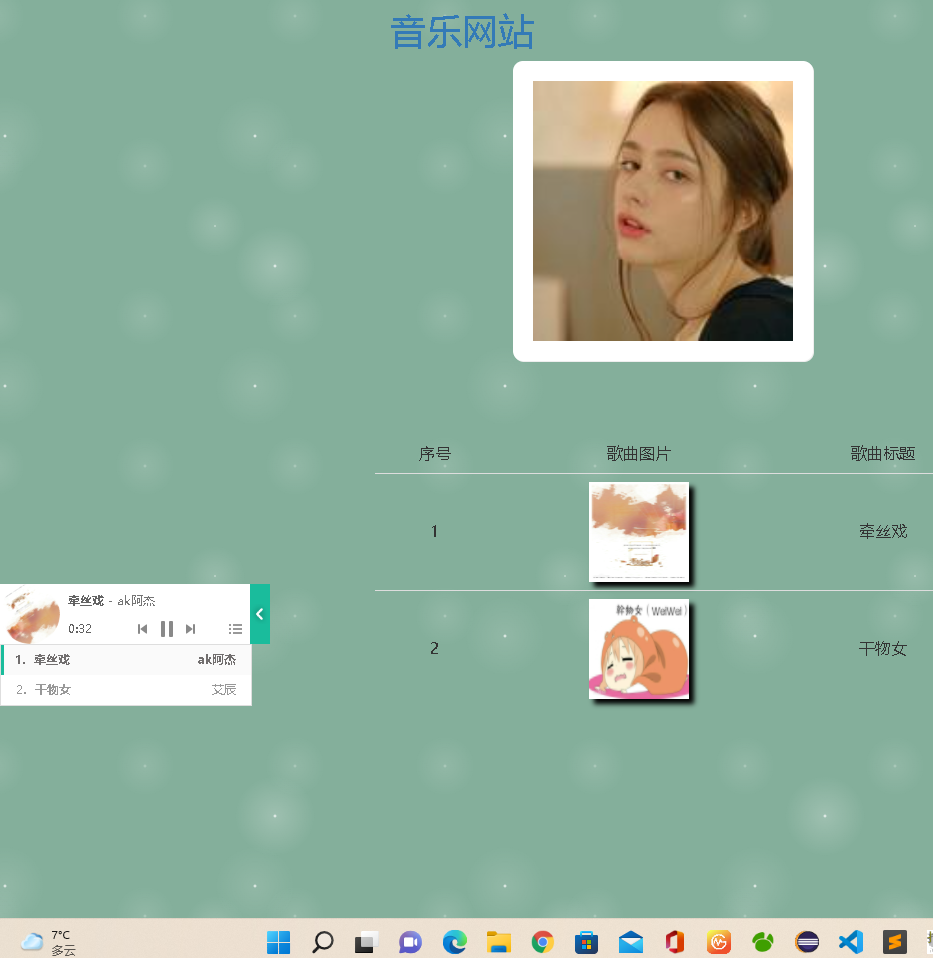 音乐网站
序号 歌曲图片 歌曲标题
1 牵丝戏
牵丝戏 - ak阿杰
0:32
1. 牵丝戏 ak阿杰
2. 干物女 艾辰
幹物女（WeiWei）
2 干物女
7°C
多云